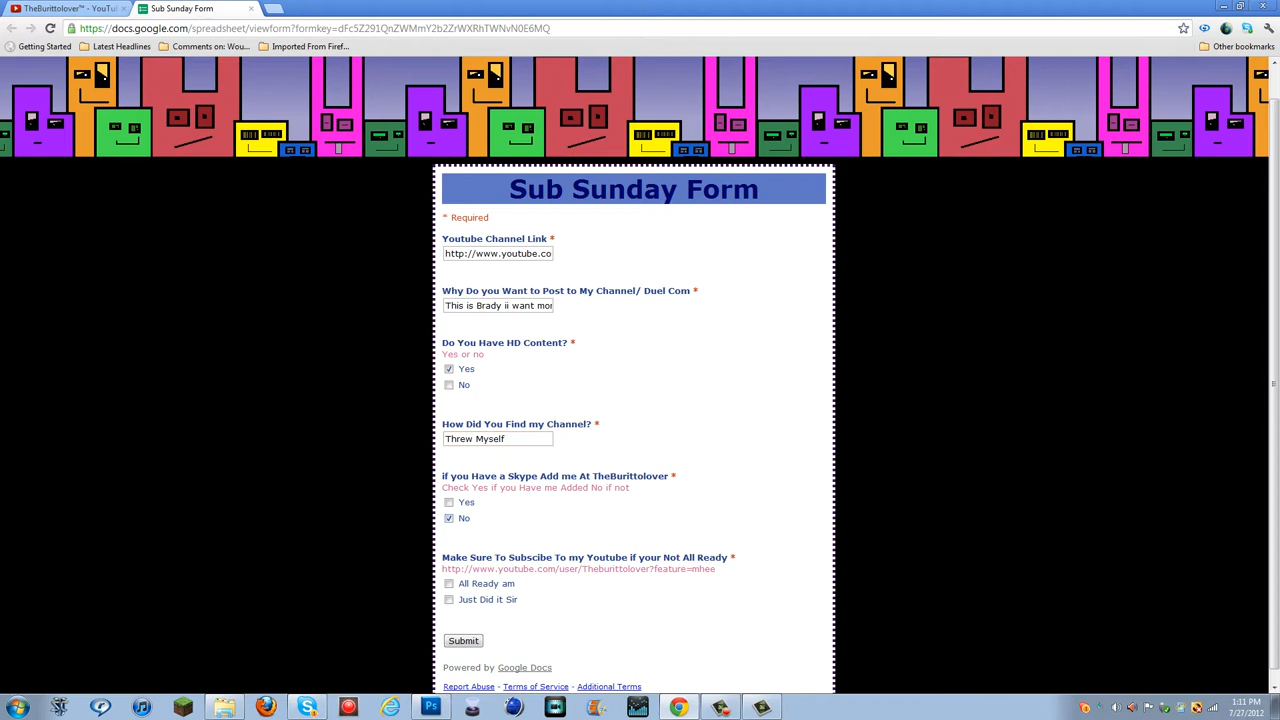 TheBurittolover™ - YouTu
Sub Sunday Form
https://docs.google.com/spreadsheet/viewform?formkey=dFc5Z291QnZWMmY2b2ZrWXRhTWNvN0E6MQ
Getting Started
Latest Headlines
Comments on: Wou...
Imported From Firef...
Other bookmarks
Sub Sunday Form
* Required
Youtube Channel Link *
http://www.youtube.co
Why Do you Want to Post to My Channel/ Duel Com *
This is Brady ii want mor
Do You Have HD Content? *
Yes or no
Yes
No
How Did You Find my Channel? *
Threw Myself
if you Have a Skype Add me At TheBurittolover *
Check Yes if you Have me Added No if not
Yes
No
Make Sure To Subscibe To my Youtube if your Not All Ready *
http://www.youtube.com/user/Theburittolover?feature=mhee
All Ready am
Just Did it Sir
Submit
Powered by Google Docs
Report Abuse - Terms of Service - Additional Terms
Ps
1:11 PM
7/27/2012